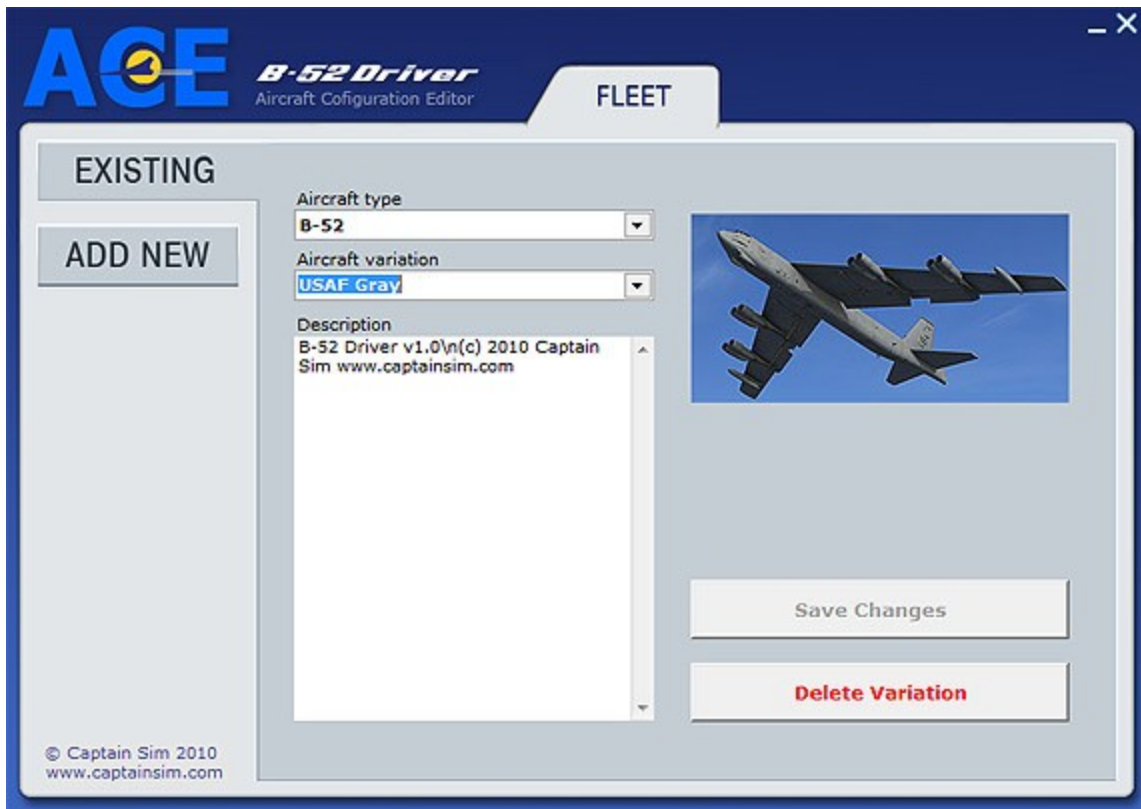 ACE
B-52 Driver
Aircraft Cofiguration Editor
FLEET
EXISTING
ADD NEW
Aircraft type
B-52
Aircraft variation
USAF Gray
Description
B-52 Driver v1.0\n(c) 2010 Captain
Sim www.captainsim.com
Save Changes
Delete Variation
© Captain Sim 2010
www.captainsim.com